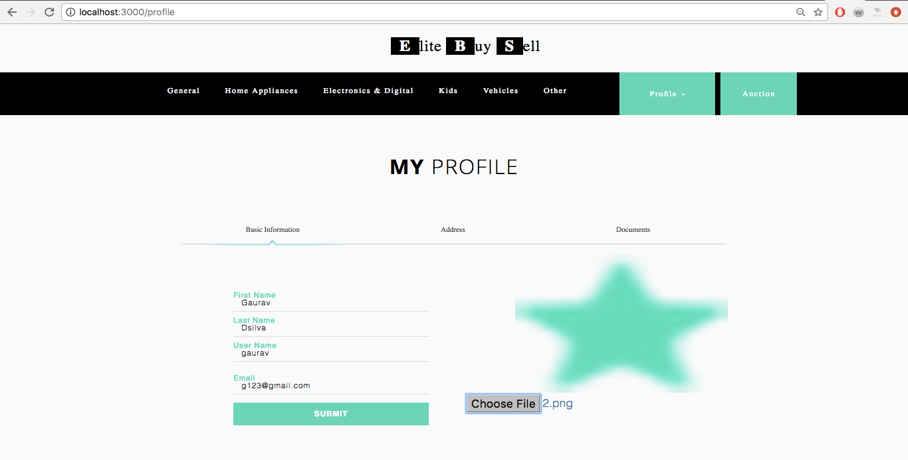 localhost:3000/profile
Elite Buy Sell
General Home Appliances Electronics & Digital Kids Vehicles Other Profile Auction
MY PROFILE
Basic Information Address Documents
First Name
Gaurav
Last Name
Dsilva
User Name
gaurav
Email
g123@gmail.com
SUBMIT
Choose File 2.png